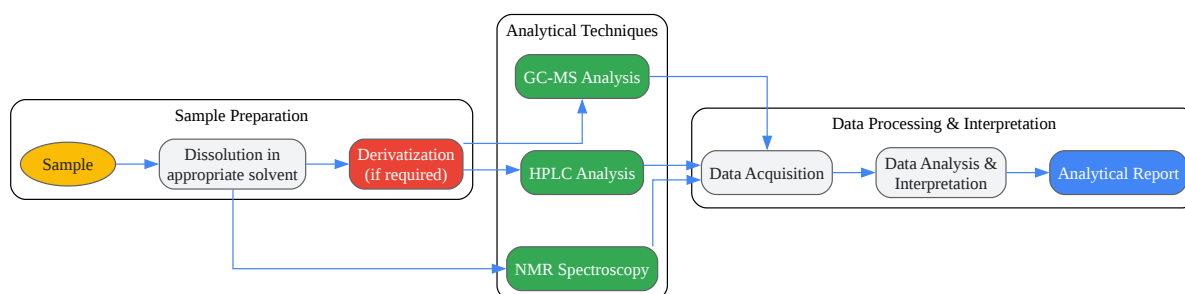 Analytical Techniques
GC-MS Analysis
Sample Preparation
Data Processing & Interpretation
Sample
Dissolution in
appropriate solvent
Derivatization
(if required)
HPLC Analysis
Data Acquisition
Data Analysis &
Interpretation
Analytical Report
NMR Spectroscopy